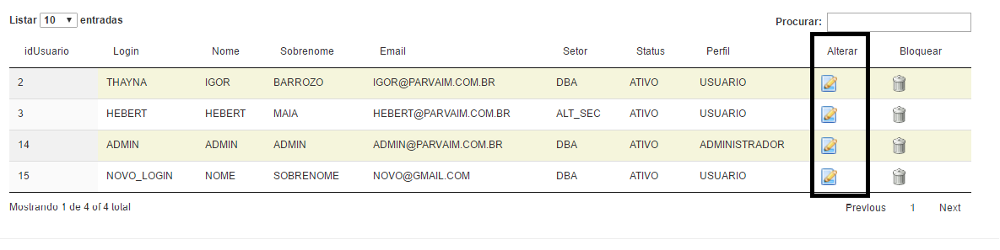 Listar 10 entradas Procurar:
idUsuario Login Nome Sobrenome Email Setor Status Perfil Alterar Bloquear
2 THAYNA IGOR BARROZO IGOR@PARVAIM.COM.BR DBA ATIVO USUARIO
3 HEBERT HEBERT MAIA HEBERT@PARVAIM.COM.BR ALT_SEC ATIVO USUARIO
14 ADMIN ADMIN ADMIN ADMIN@PARVAIM.COM.BR DBA ATIVO ADMINISTRADOR
15 NOVO_LOGIN NOME SOBRENOME NOVO@GMAIL.COM DBA ATIVO USUARIO
Mostrando 1 de 4 of 4 total Previous 1 Next